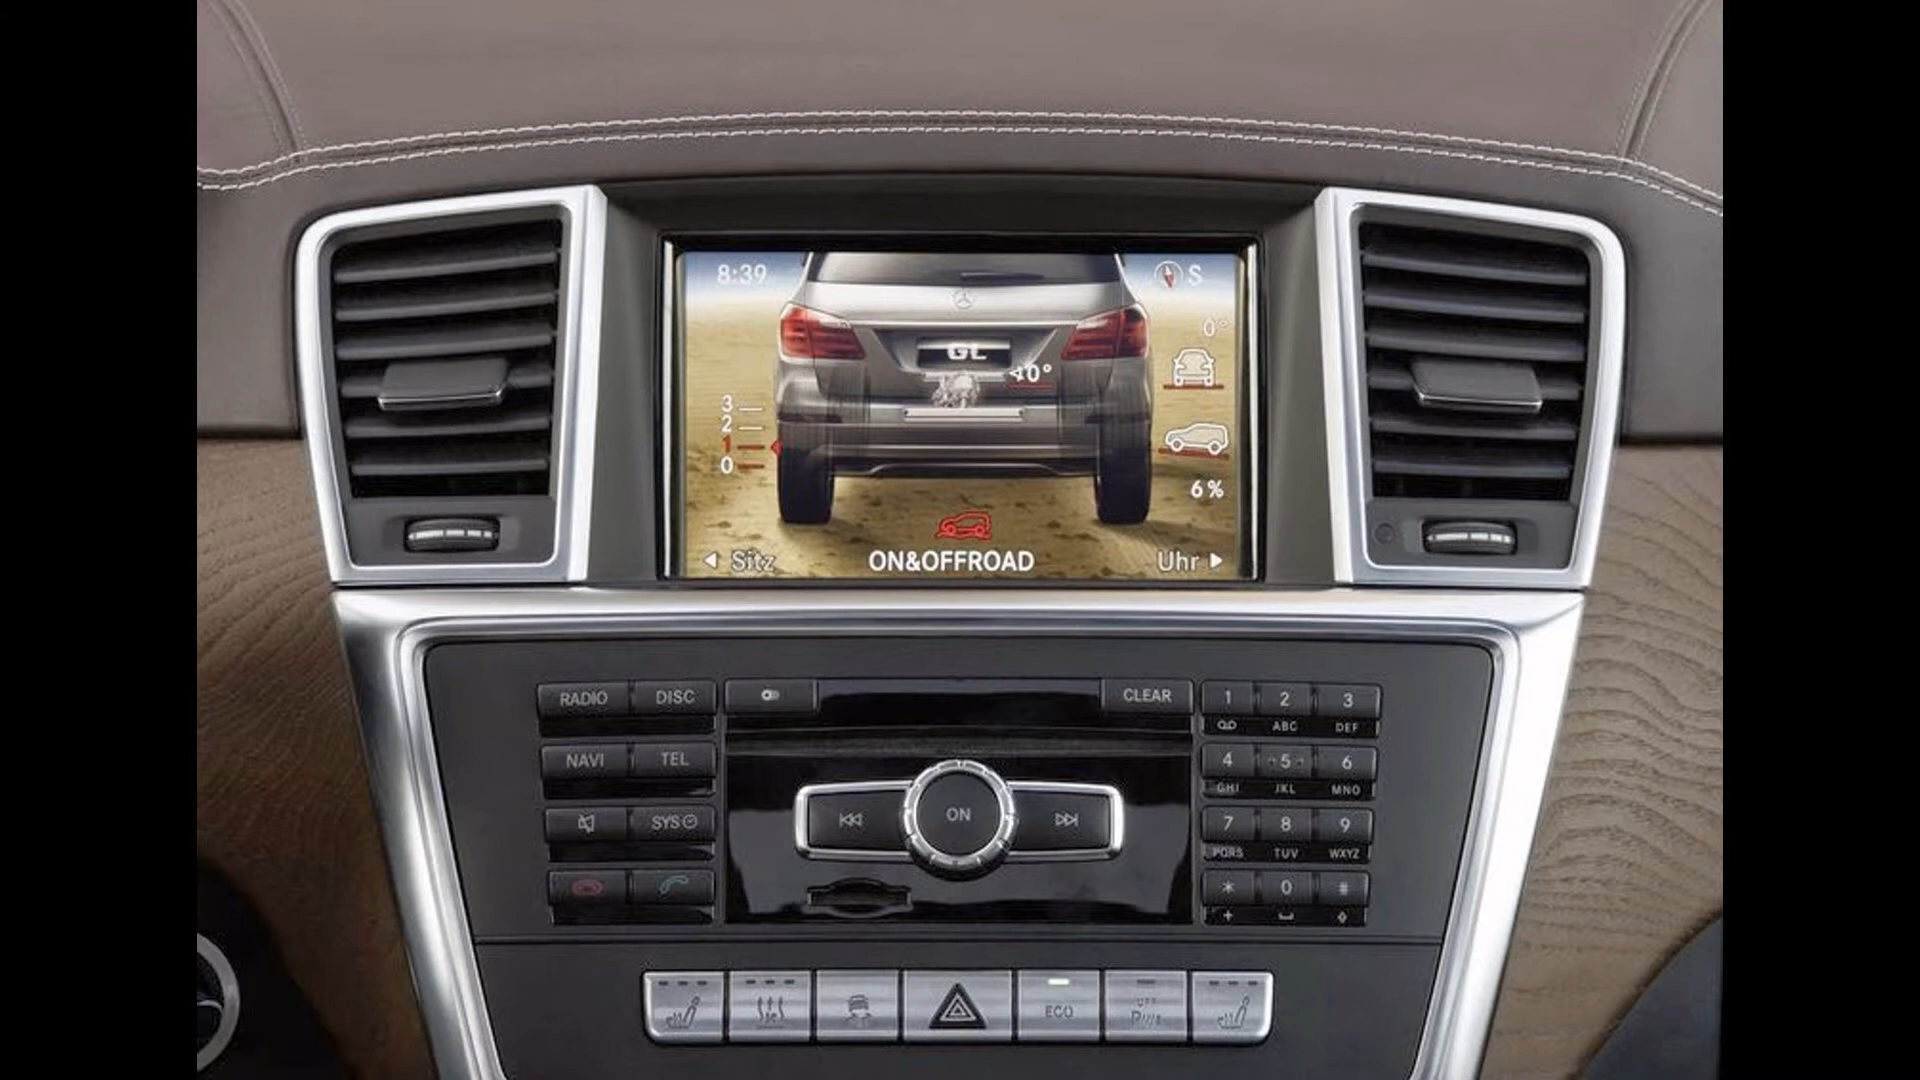 8:39
S
0°
GL
40°
3
2
1
0
6%
Sitz
ON&OFFROAD
Uhr
RADIO DISC CLEAR 1 2 3
ABC DEF
NAVI TEL 4 5 6
GHI JKL MNO
SYS ON 7 8 9
PQRS TUV WXYZ
* 0 #
+
ECO
OFF